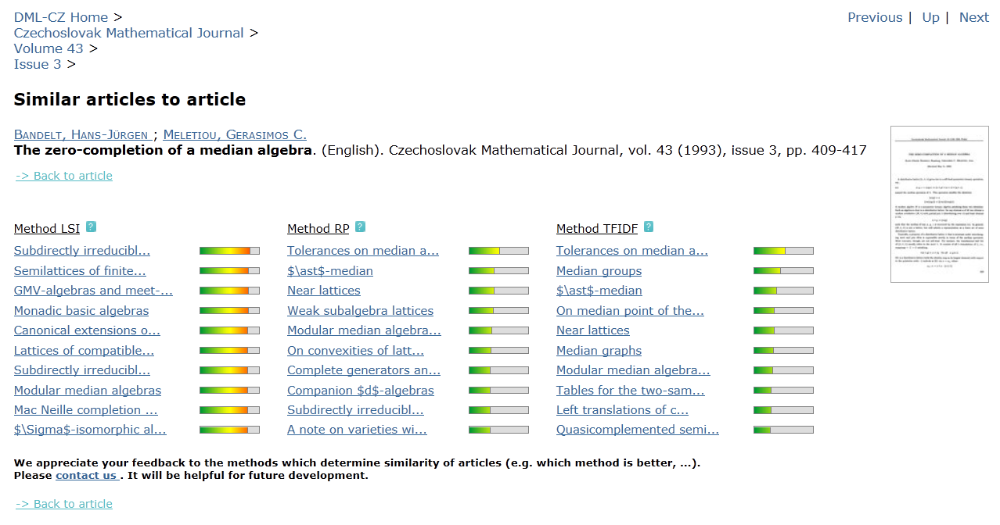 DML-CZ Home >
Czechoslovak Mathematical Journal >
Volume 43 >
Issue 3 >
Previous | Up | Next
Similar articles to article
Bandelt, Hans-Jürgen ; Meletiou, Gerasimos C.
The zero-completion of a median algebra. (English). Czechoslovak Mathematical Journal, vol. 43 (1993), issue 3, pp. 409-417
-> Back to article
Method LSI ?
Subdirectly irreducibl...
Semilattices of finite...
GMV-algebras and meet-...
Monadic basic algebras
Canonical extensions o...
Lattices of compatible...
Subdirectly irreducibl...
Modular median algebras
Mac Neille completion ...
$\Sigma$-isomorphic al...
Method RP ?
Tolerances on median a...
$\ast$-median
Near lattices
Weak subalgebra lattices
Modular median algebra...
On convexities of latt...
Complete generators an...
Companion $d$-algebras
Subdirectly irreducibl...
A note on varieties wi...
Method TFIDF ?
Tolerances on median a...
Median groups
$\ast$-median
On median point of the...
Near lattices
Median graphs
Modular median algebra...
Tables for the two-sam...
Left translations of c...
Quasicomplemented semi...
We appreciate your feedback to the methods which determine similarity of articles (e.g. which method is better, ...).
Please contact us . It will be helpful for future development.
-> Back to article